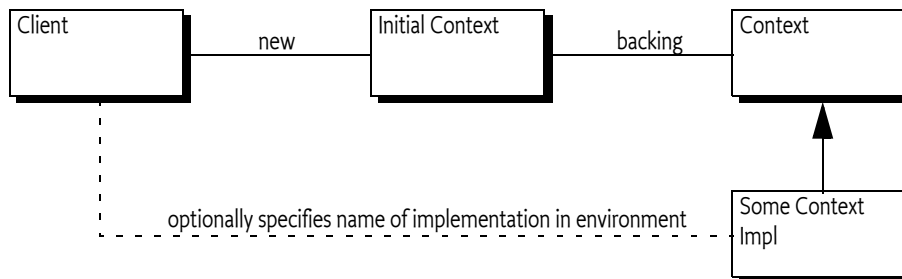 Client
new
Initial Context
backing
Context
optionally specifies name of implementation in environment
Some Context
Impl